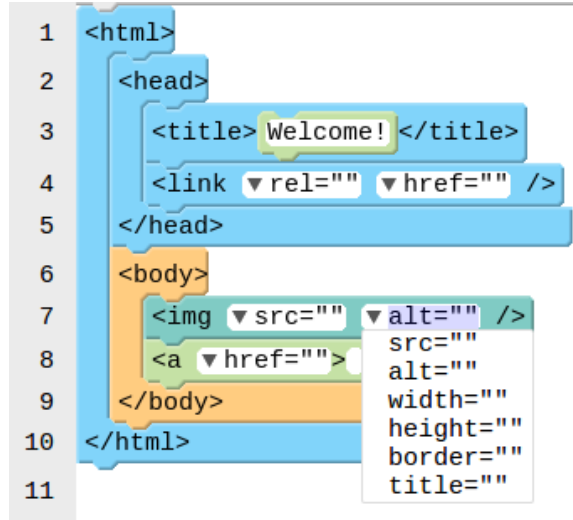 1 <html>
2 <head>
3 <title> Welcome! </title>
4 <link ▼rel="" ▼href="" />
5 </head>
6 <body>
7 <img ▼src="" ▼alt="" />
src=""
8 <a ▼href="">
alt=""
width=""
9 </body>
height=""
10 </html>
border=""
title=""
11